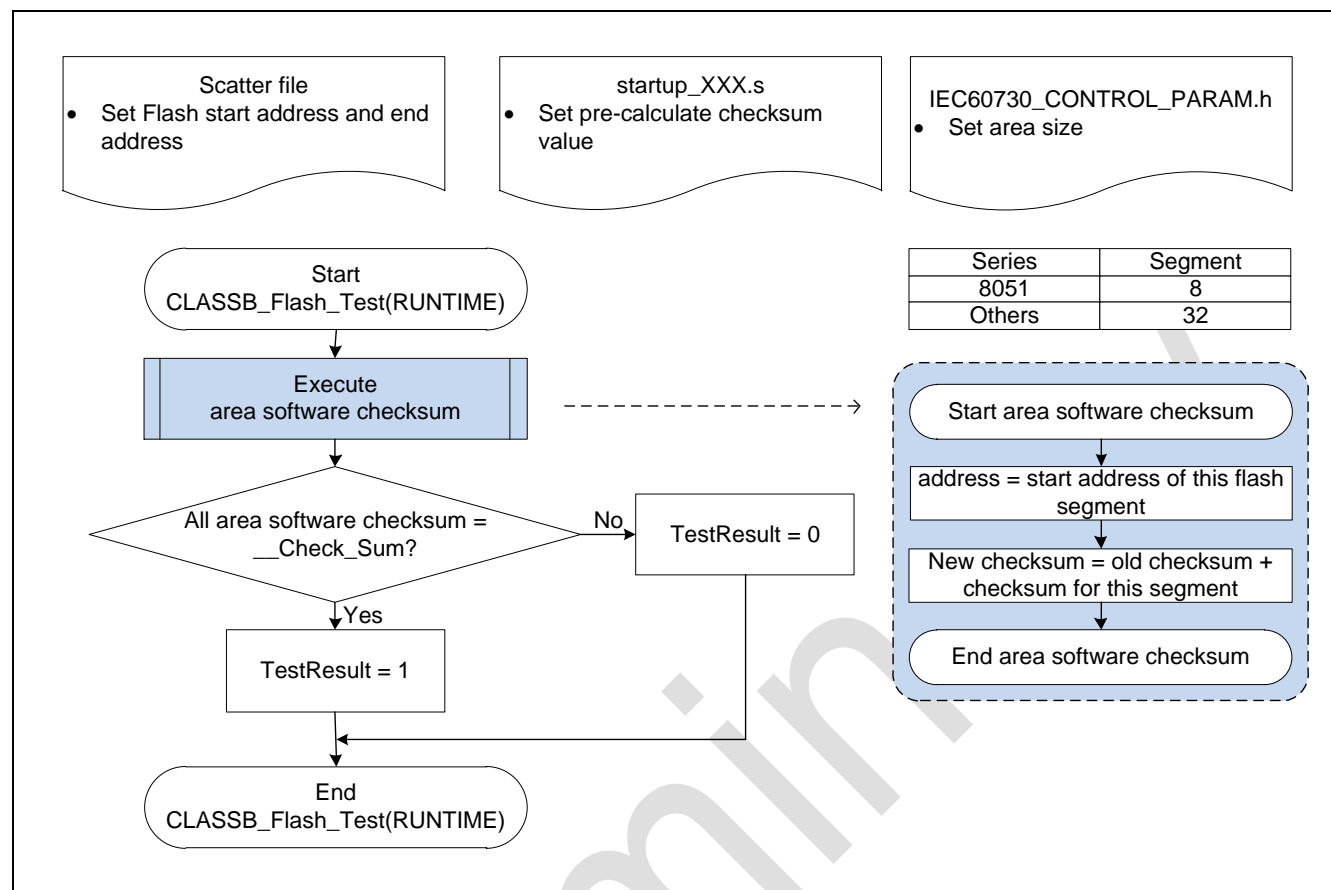 Scatter file
• Set Flash start address and end
address
startup_XXX.s
• Set pre-calculate checksum
value
IEC60730_CONTROL_PARAM.h
• Set area size
Series Segment
8051 8
Others 32
Start
CLASSB_Flash_Test(RUNTIME)
Execute
area software checksum
All area software checksum =
__Check_Sum?
No
TestResult = 0
Yes
TestResult = 1
End
CLASSB_Flash_Test(RUNTIME)
Start area software checksum
address = start address of this flash
segment
New checksum = old checksum +
checksum for this segment
End area software checksum
min